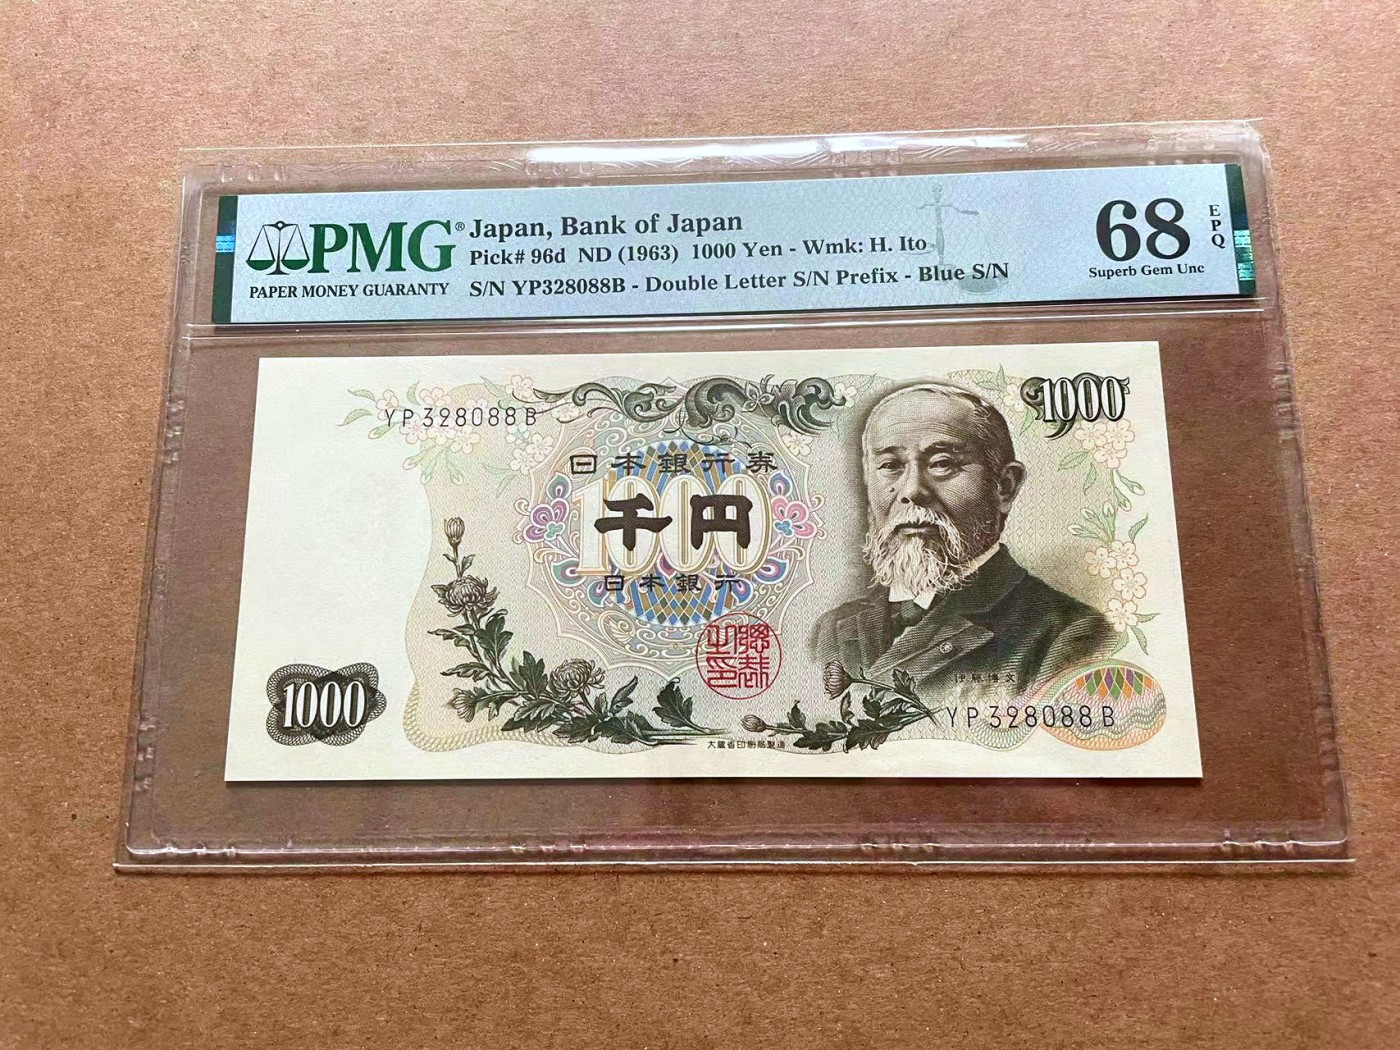 PMG®
PAPER MONEY GUARANTY
Japan, Bank of Japan
Pick# 96d ND (1963) 1000 Yen - Wmk: H. Ito
S/N YP328088B - Double Letter S/N Prefix - Blue S/N
68
Superb Gem Unc
EPQ
1000
YP328088B
日本銀行券
1000
千円
日本銀行
伊藤博文
1000
YP328088B
大蔵省印刷局製造